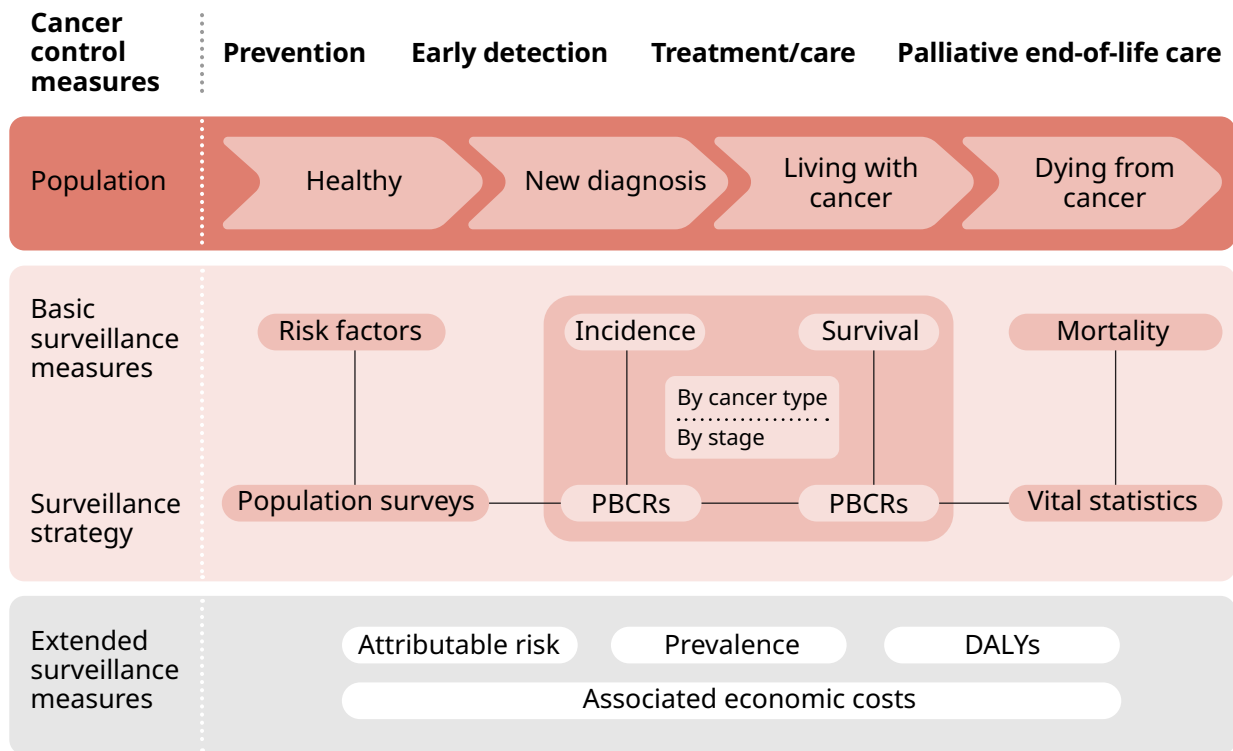 Cancer
control
measures
Prevention
Early detection
Treatment/care
Palliative end-of-life care
Population
Healthy
New diagnosis
Living with
cancer
Dying from
cancer
Basic
surveillance
measures
Risk factors
Incidence
Survival
Mortality
By cancer type
By stage
Surveillance
strategy
Population surveys
PBCRs
PBCRs
Vital statistics
Extended
surveillance
measures
Attributable risk
Prevalence
DALYs
Associated economic costs